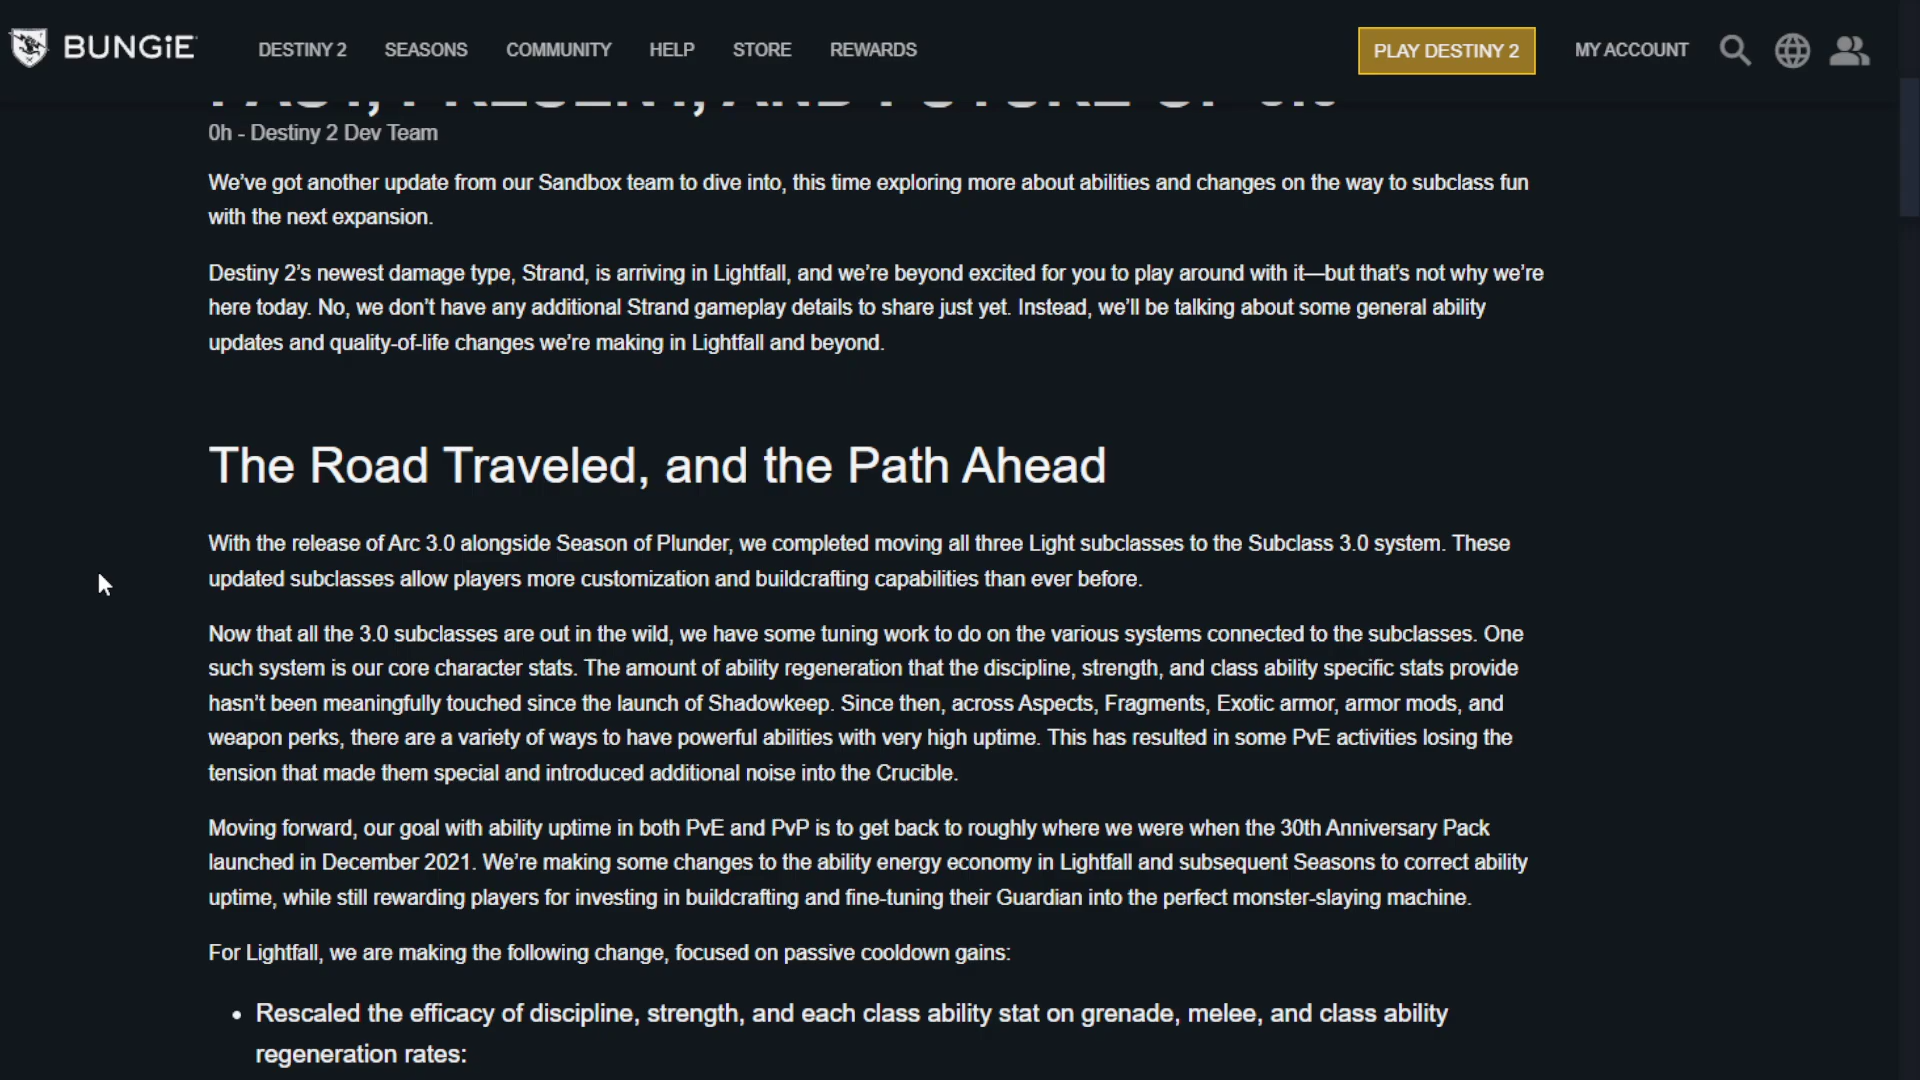 BUNGiE
DESTINY 2 SEASONS COMMUNITY HELP STORE REWARDS PLAY DESTINY 2 MY ACCOUNT
0h - Destiny 2 Dev Team
We’ve got another update from our Sandbox team to dive into, this time exploring more about abilities and changes on the way to subclass fun
with the next expansion.
Destiny 2’s newest damage type, Strand, is arriving in Lightfall, and we’re beyond excited for you to play around with it—but that’s not why we’re
here today. No, we don’t have any additional Strand gameplay details to share just yet. Instead, we’ll be talking about some general ability
updates and quality-of-life changes we’re making in Lightfall and beyond.
The Road Traveled, and the Path Ahead
With the release of Arc 3.0 alongside Season of Plunder, we completed moving all three Light subclasses to the Subclass 3.0 system. These
updated subclasses allow players more customization and buildcrafting capabilities than ever before.
Now that all the 3.0 subclasses are out in the wild, we have some tuning work to do on the various systems connected to the subclasses. One
such system is our core character stats. The amount of ability regeneration that the discipline, strength, and class ability specific stats provide
hasn’t been meaningfully touched since the launch of Shadowkeep. Since then, across Aspects, Fragments, Exotic armor, armor mods, and
weapon perks, there are a variety of ways to have powerful abilities with very high uptime. This has resulted in some PvE activities losing the
tension that made them special and introduced additional noise into the Crucible.
Moving forward, our goal with ability uptime in both PvE and PvP is to get back to roughly where we were when the 30th Anniversary Pack
launched in December 2021. We’re making some changes to the ability energy economy in Lightfall and subsequent Seasons to correct ability
uptime, while still rewarding players for investing in buildcrafting and fine-tuning their Guardian into the perfect monster-slaying machine.
For Lightfall, we are making the following change, focused on passive cooldown gains:
• Rescaled the efficacy of discipline, strength, and each class ability stat on grenade, melee, and class ability
regeneration rates: